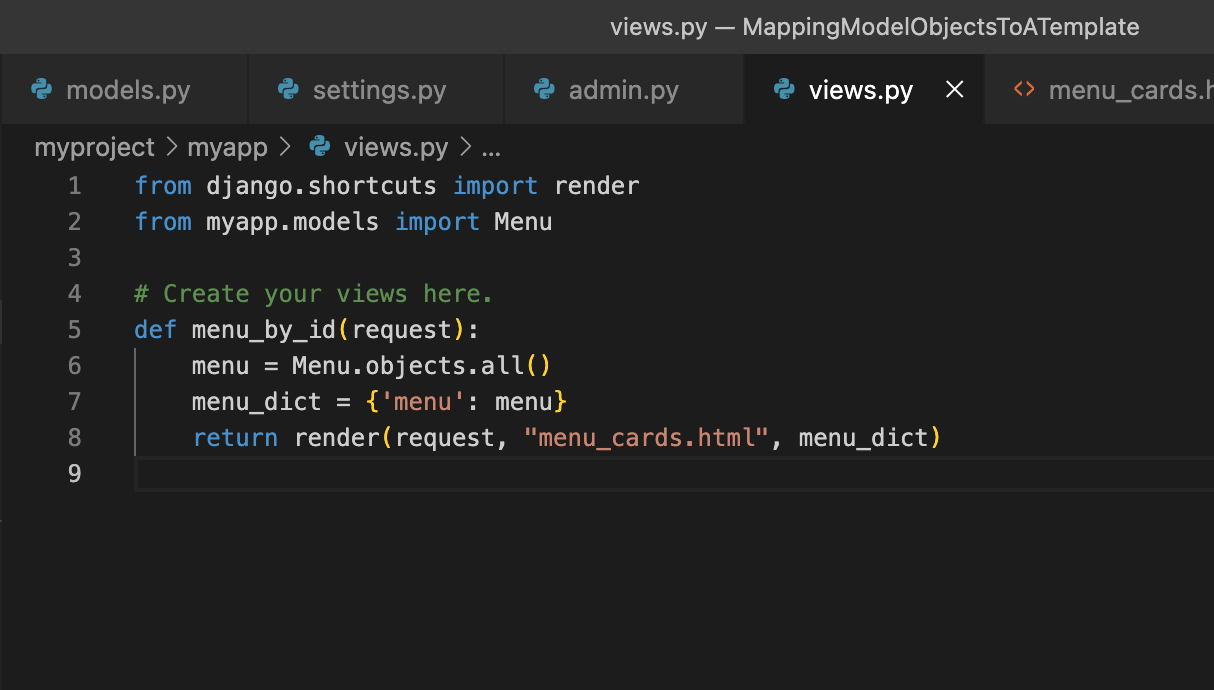 views.py — MappingModelObjectsToATemplate
models.py settings.py admin.py views.py × <> menu_cards.h
myproject > myapp > views.py > ...
1 from django.shortcuts import render
2 from myapp.models import Menu
3
4 # Create your views here.
5 def menu_by_id(request):
6     menu = Menu.objects.all()
7     menu_dict = {'menu': menu}
8     return render(request, "menu_cards.html", menu_dict)
9